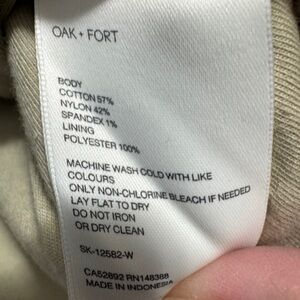 OAK + FORT
BODY
COTTON 57%
NYLON 42%
SPANDEX 1%
LINING
POLYESTER 100%
MACHINE WASH COLD WITH LIKE
COLOURS
ONLY NON-CHLORINE BLEACH IF NEEDED
LAY FLAT TO DRY
DO NOT IRON
OR DRY CLEAN
SK-12582-W
CA52692 RN148368
MADE IN INDONESIA